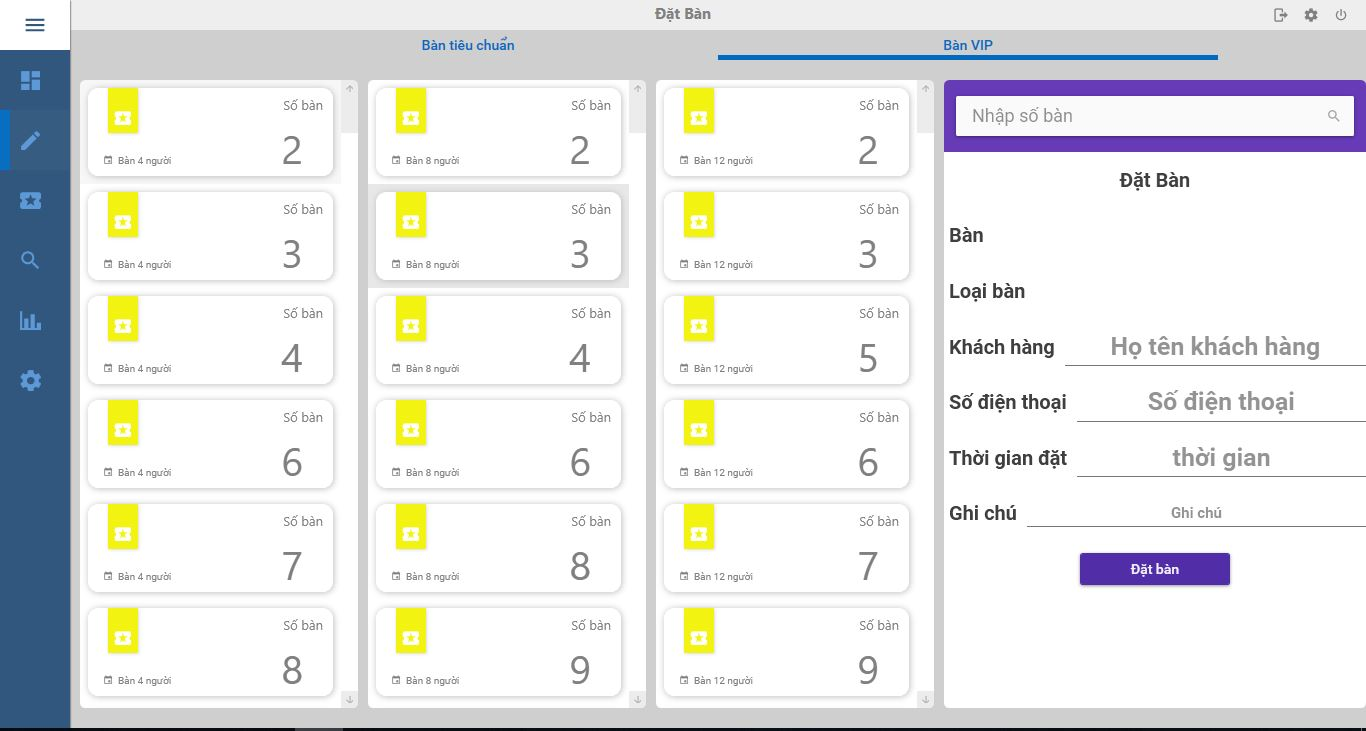 Đặt Bàn
Bàn tiêu chuẩn
Bàn VIP
Số bàn
2
Bàn 4 người
Số bàn
3
Bàn 4 người
Số bàn
4
Bàn 4 người
Số bàn
6
Bàn 4 người
Số bàn
7
Bàn 4 người
Số bàn
8
Bàn 4 người
Số bàn
2
Bàn 8 người
Số bàn
3
Bàn 8 người
Số bàn
4
Bàn 8 người
Số bàn
6
Bàn 8 người
Số bàn
8
Bàn 8 người
Số bàn
9
Bàn 8 người
Số bàn
2
Bàn 12 người
Số bàn
3
Bàn 12 người
Số bàn
5
Bàn 12 người
Số bàn
6
Bàn 12 người
Số bàn
7
Bàn 12 người
Số bàn
9
Bàn 12 người
Nhập số bàn
Đặt Bàn
Bàn
Loại bàn
Khách hàng Họ tên khách hàng
Số điện thoại Số điện thoại
Thời gian đặt thời gian
Ghi chú Ghi chú
Đặt bàn